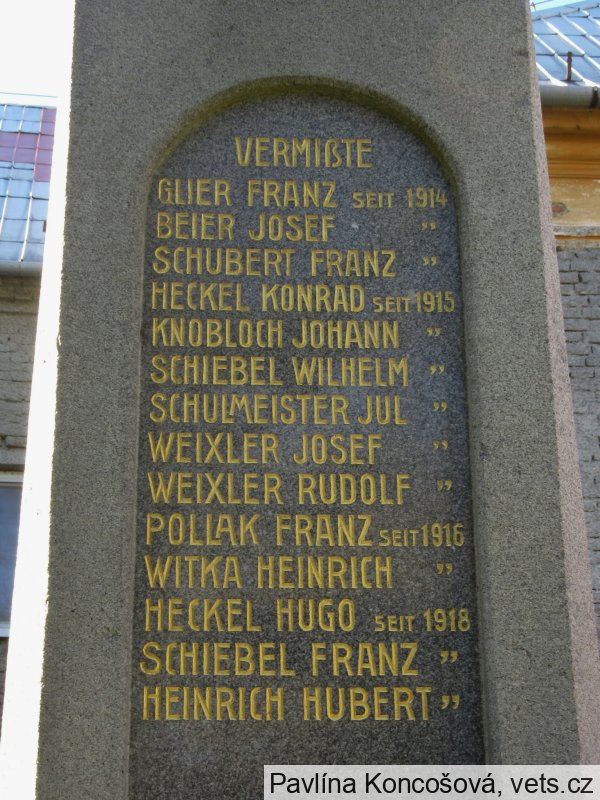 VERMIßTE
GLIER FRANZ SEIT 1914
BEIER JOSEF "
SCHUBERT FRANZ "
HECKEL KONRAD SEIT 1915
KNOBLOCH JOHANN "
SCHIEBEL WILHELM "
SCHULMEISTER JUL "
WEIXLER JOSEF "
WEIXLER RUDOLF "
POLLAK FRANZ SEIT 1916
WITKA HEINRICH "
HECKEL HUGO SEIT 1918
SCHIEBEL FRANZ "
HEINRICH HUBERT "
Pavlína Koncošová, vets.cz